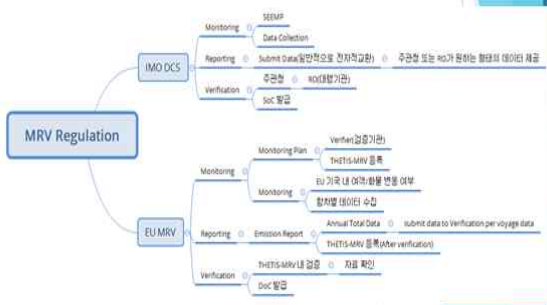 MRV Regulation
IMO DCS
Monitoring
SEEMP
Data Collection
Reporting
Submit Data(일반적으로 전자적교환)
주관청 또는 RO가 원하는 형태의 데이터 제공
Verification
주관청
RO(대행기관)
SoC 발급
EU MRV
Monitoring
Monitoring Plan
Verifier(검증기관)
THETIS-MRV 등록
Monitoring
EU 기국 내 여객/화물 변동 여부
항차별 데이터 수집
Reporting
Emission Report
Annual Total Data
submit data to Verification per voyage data
THETIS-MRV 등록(After verification)
Verification
THETIS-MRV 내 검증
자료 확인
DoC 발급